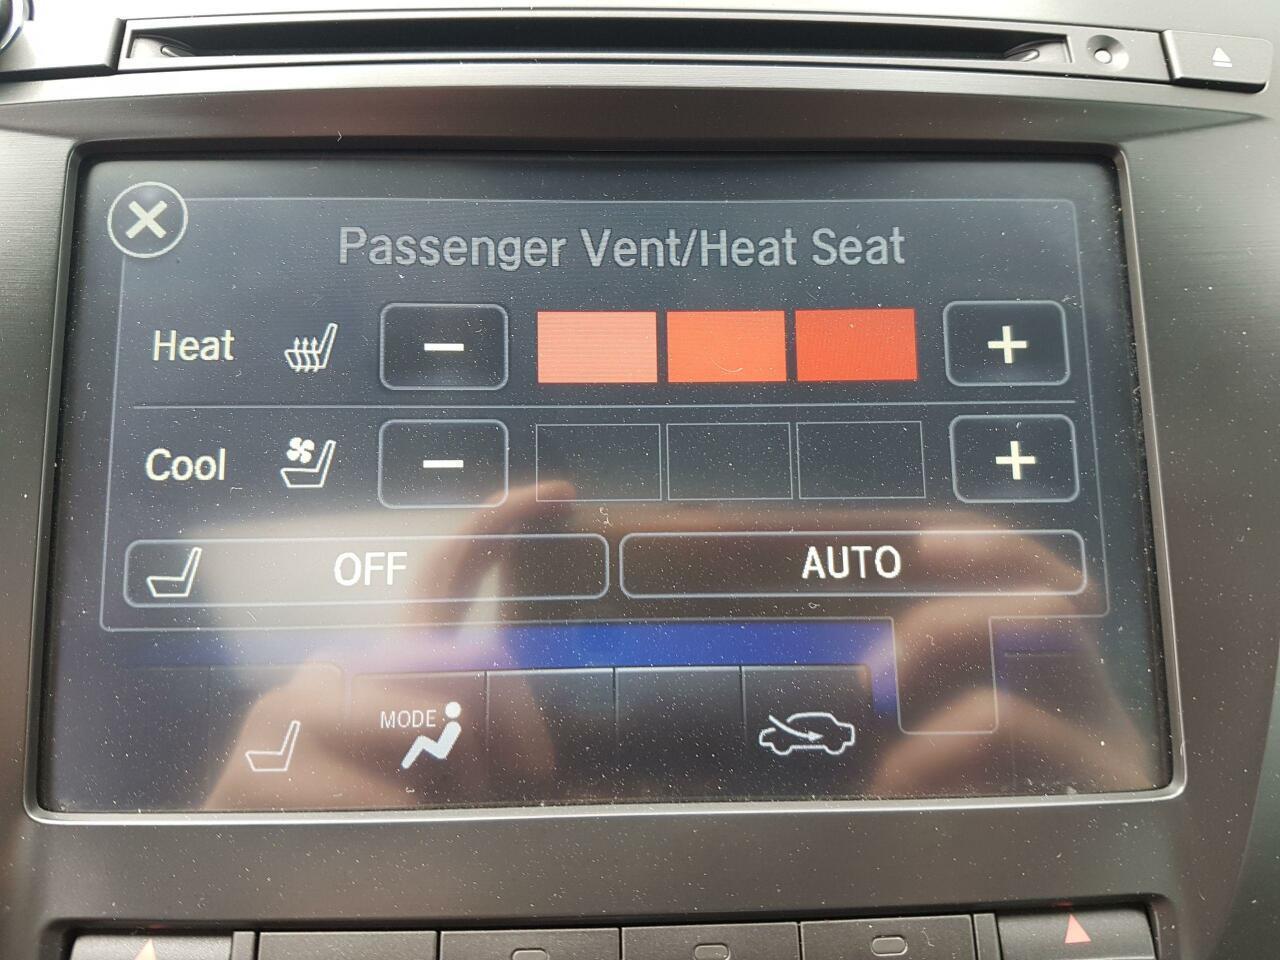 Passenger Vent/Heat Seat
Heat
Cool
OFF
AUTO
MODE